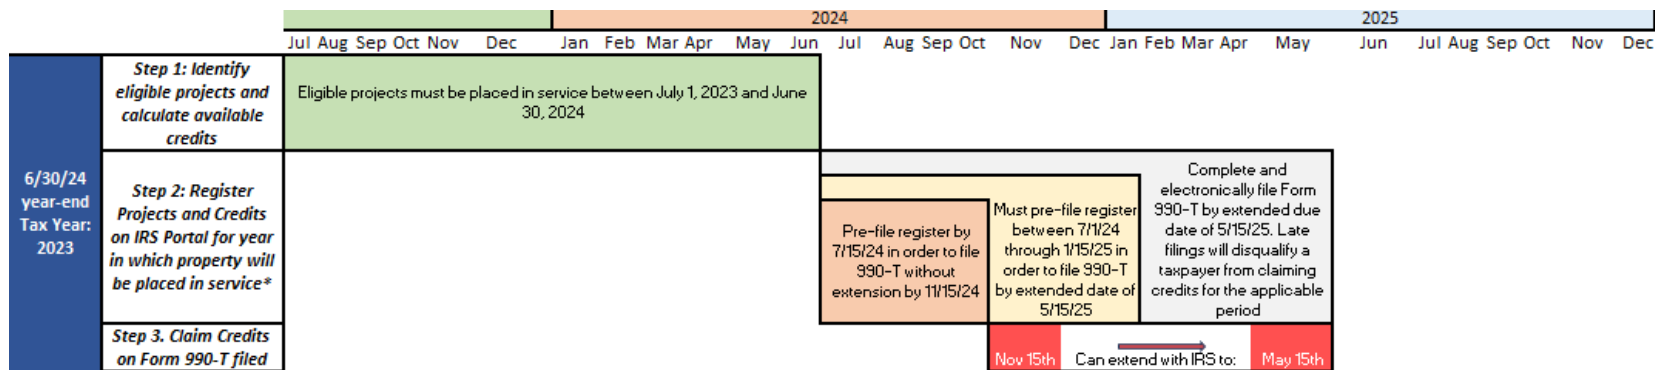 2024 2025
Jul Aug Sep Oct Nov Dec Jan Feb Mar Apr May Jun Jul Aug Sep Oct Nov Dec Jan Feb Mar Apr May Jun Jul Aug Sep Oct Nov Dec
6/30/24
year-end
Tax Year:
2023
Step 1: Identify
eligible projects and
calculate available
credits
Eligible projects must be placed in service between July 1, 2023 and June
30, 2024
Step 2: Register
Projects and Credits
on IRS Portal for year
in which property will
be placed in service*
Pre-file register by
7/15/24 in order to file
990-T without
extension by 11/15/24
Must pre-file register
between 7/1/24
through 1/15/25 in
order to file 990-T
by extended date of
5/15/25
Complete and
electronically file Form
990-T by extended due
date of 5/15/25. Late
filings will disqualify a
taxpayer from claiming
credits for the applicable
period
Step 3. Claim Credits
on Form 990-T filed
Nov 15th Can extend with IRS to: May 15th